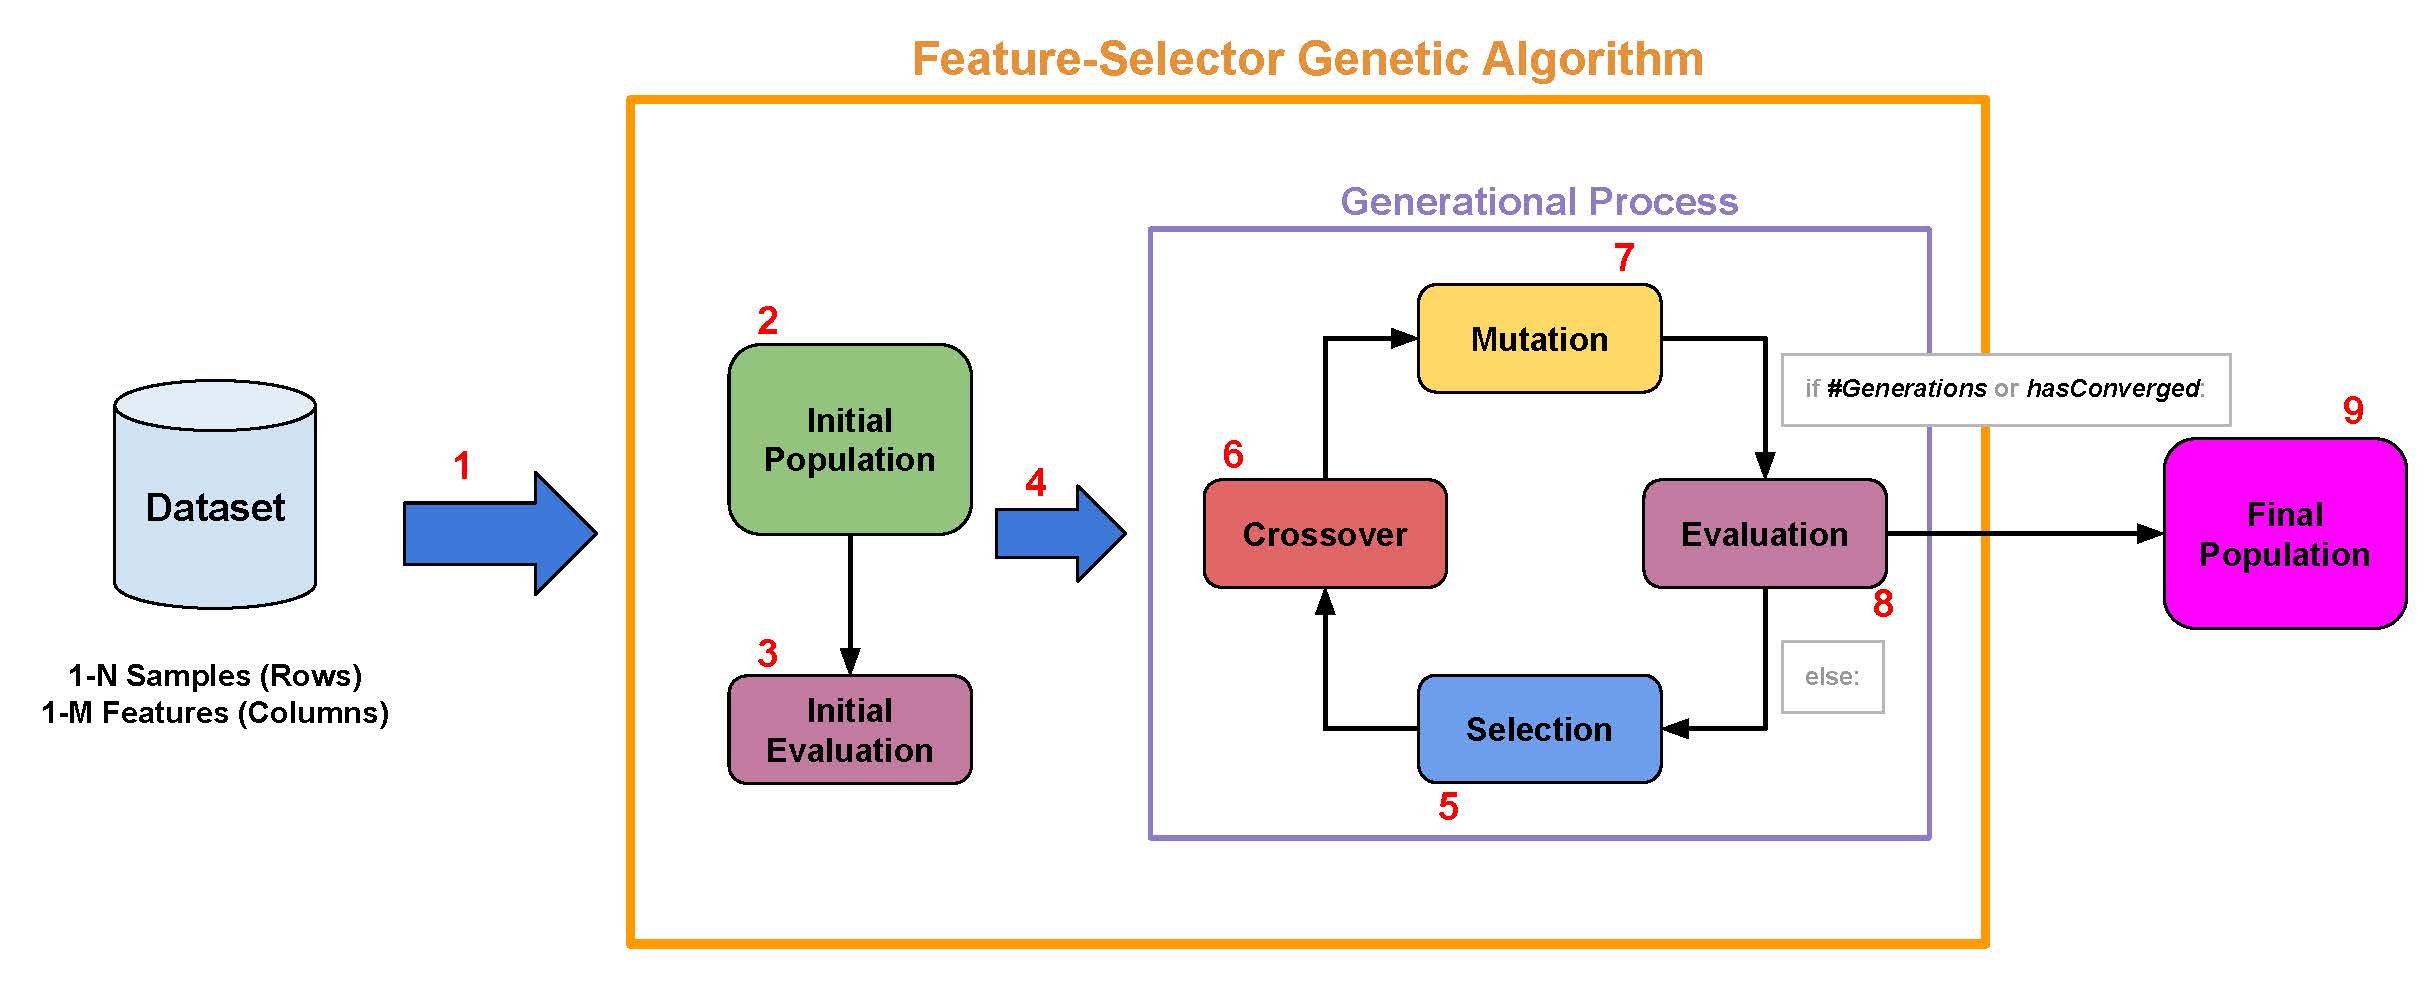 Feature-Selector Genetic Algorithm
Generational Process
1
Dataset
1-N Samples (Rows)
1-M Features (Columns)
2
Initial
Population
3
Initial
Evaluation
4
5
Selection
6
Crossover
7
Mutation
8
Evaluation
if #Generations or hasConverged:
else:
9
Final
Population